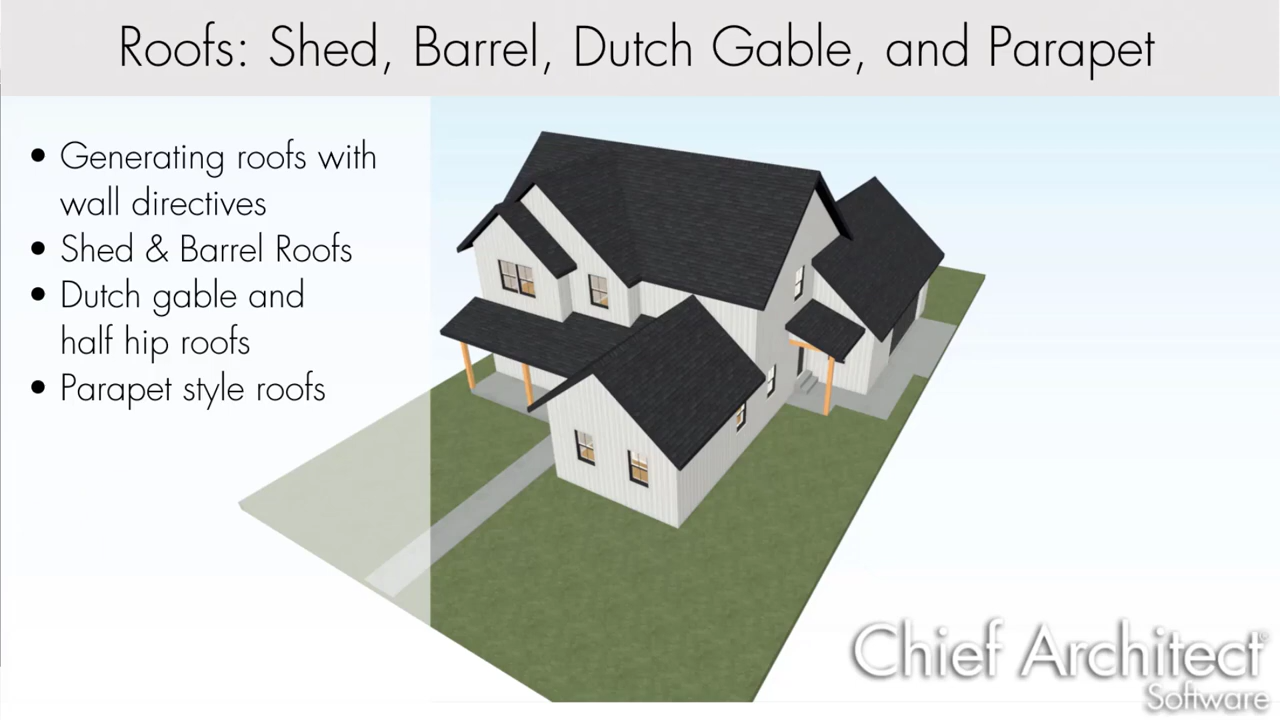 Roofs: Shed, Barrel, Dutch Gable, and Parapet
• Generating roofs with
wall directives
• Shed & Barrel Roofs
• Dutch gable and
half hip roofs
• Parapet style roofs
Chief Architect®
Software